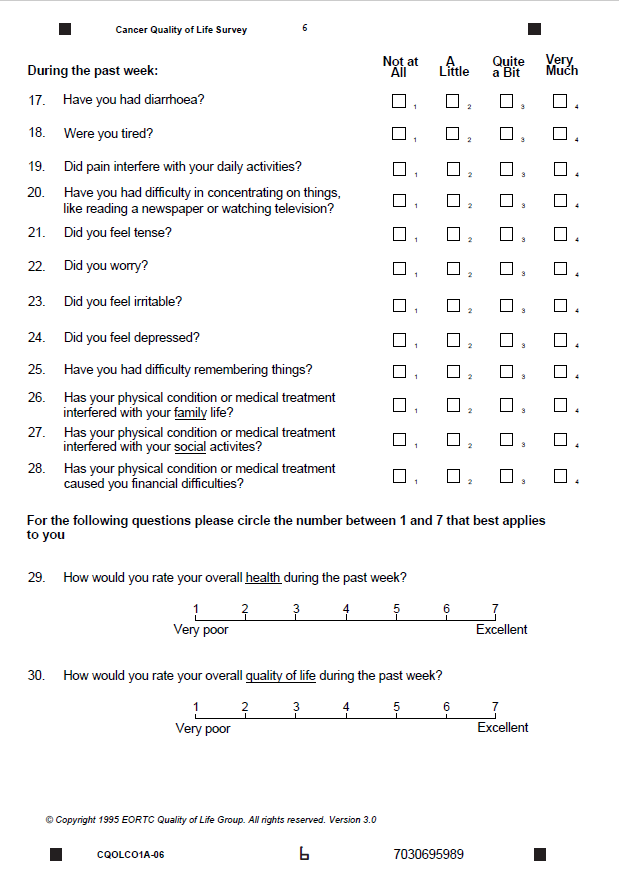 Cancer Quality of Life Survey 6
During the past week: Not at All A Little Quite a Bit Very Much
17. Have you had diarrhoea? 1 2 3 4
18. Were you tired? 1 2 3 4
19. Did pain interfere with your daily activities? 1 2 3 4
20. Have you had difficulty in concentrating on things,
like reading a newspaper or watching television? 1 2 3 4
21. Did you feel tense? 1 2 3 4
22. Did you worry? 1 2 3 4
23. Did you feel irritable? 1 2 3 4
24. Did you feel depressed? 1 2 3 4
25. Have you had difficulty remembering things? 1 2 3 4
26. Has your physical condition or medical treatment
interfered with your family life? 1 2 3 4
27. Has your physical condition or medical treatment
interfered with your social activites? 1 2 3 4
28. Has your physical condition or medical treatment
caused you financial difficulties? 1 2 3 4
For the following questions please circle the number between 1 and 7 that best applies
to you
29. How would you rate your overall health during the past week?
1 2 3 4 5 6 7
Very poor Excellent
30. How would you rate your overall quality of life during the past week?
1 2 3 4 5 6 7
Very poor Excellent
© Copyright 1995 EORTC Quality of Life Group. All rights reserved. Version 3.0
CQOLCO1A-06 6 7030695989